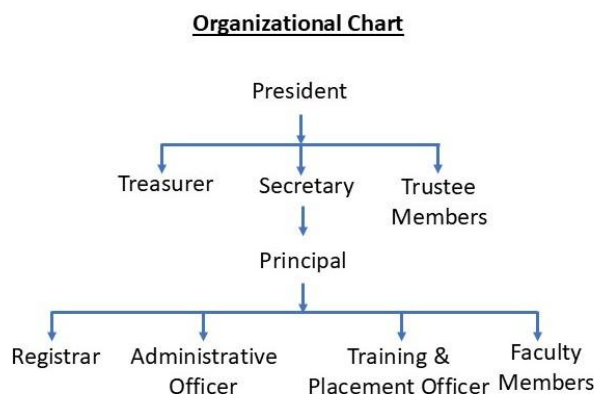 Organizational Chart
President
Treasurer
Secretary
Trustee
Members
Principal
Registrar
Administrative
Officer
Training &
Placement Officer
Faculty
Members